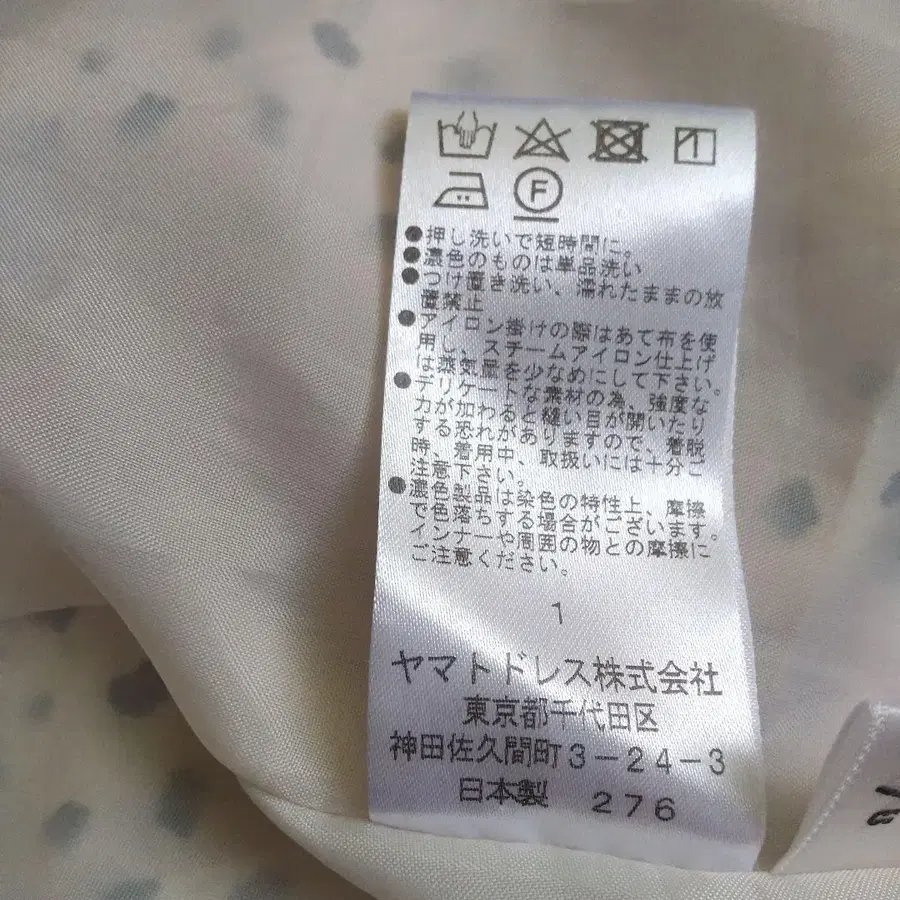 F
●押し洗いで短時間に。
●濃色のものは単品洗い
●つけ置き洗い、濡れたままの放
置禁止
●アイロン掛けの際はあて布を使
用し、スチームアイロン仕上げ
は蒸気量を少なめにして下さい。
●デリケートな素材の為、強度な
力が加わると縫い目が開いたり
する恐れがありますので、着脱
時、着用中、取扱いには十分ご
注意下さい。
●濃色製品は染色の特性上、摩擦
で色落ちする場合がございます。
インナーや周囲の物との摩擦に
ご注意ください。
1
ヤマトドレス株式会社
東京都千代田区
神田佐久間町3-24-3
日本製 276